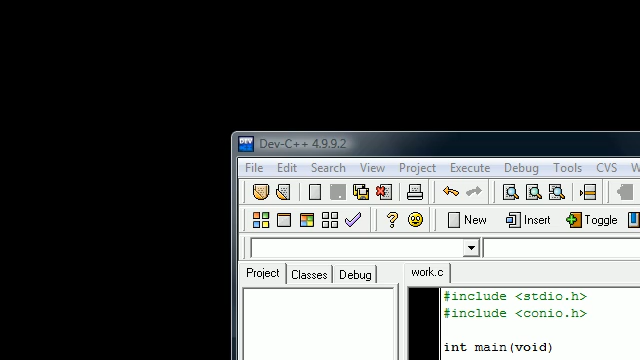 DEV Dev-C++ 4.9.9.2
File Edit Search View Project Execute Debug Tools CVS W
New Insert Toggle
Project Classes Debug work.c
#include <stdio.h>
#include <conio.h>
int main(void)